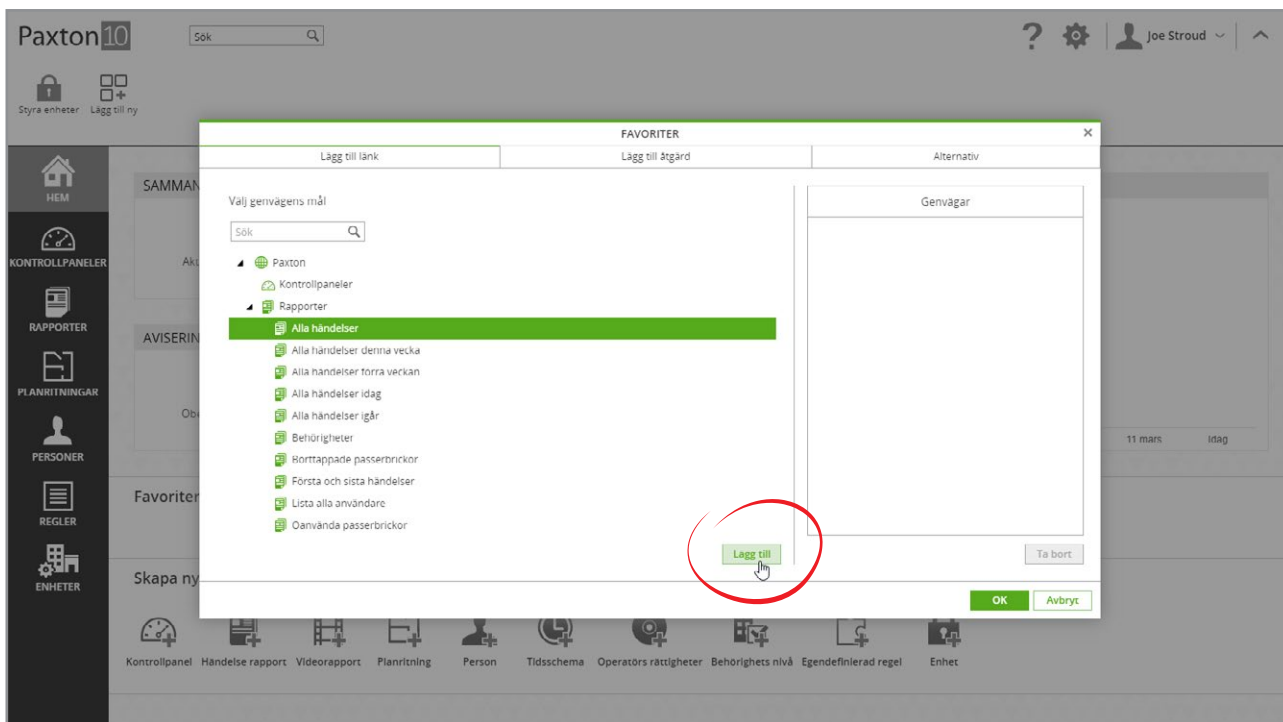 Paxton10
Sök
Joe Stroud
Styra enheter
Lägg till ny
HEM
KONTROLLPANELER
RAPPORTER
PLANRITNINGAR
PERSONER
REGLER
ENHETER
SAMMAN
AVISERIN
11 mars
Idag
Favoriter
Skapa ny
FAVORITER
Lägg till länk
Lägg till åtgärd
Alternativ
Välj genvägens mål
Sök
Paxton
Kontrollpaneler
Rapporter
Alla händelser
Alla händelser denna vecka
Alla händelser förra veckan
Alla händelser idag
Alla händelser igår
Behörigheter
Borttappade passerbrickor
Första och sista händelser
Lista alla användare
Oanvända passerbrickor
Lägg till
Genvägar
Ta bort
OK
Avbryt
Kontrollpanel
Händelse rapport
Videorapport
Planritning
Person
Tidsschema
Operatörs rättigheter
Behörighets nivå
Egendefinierad regel
Enhet